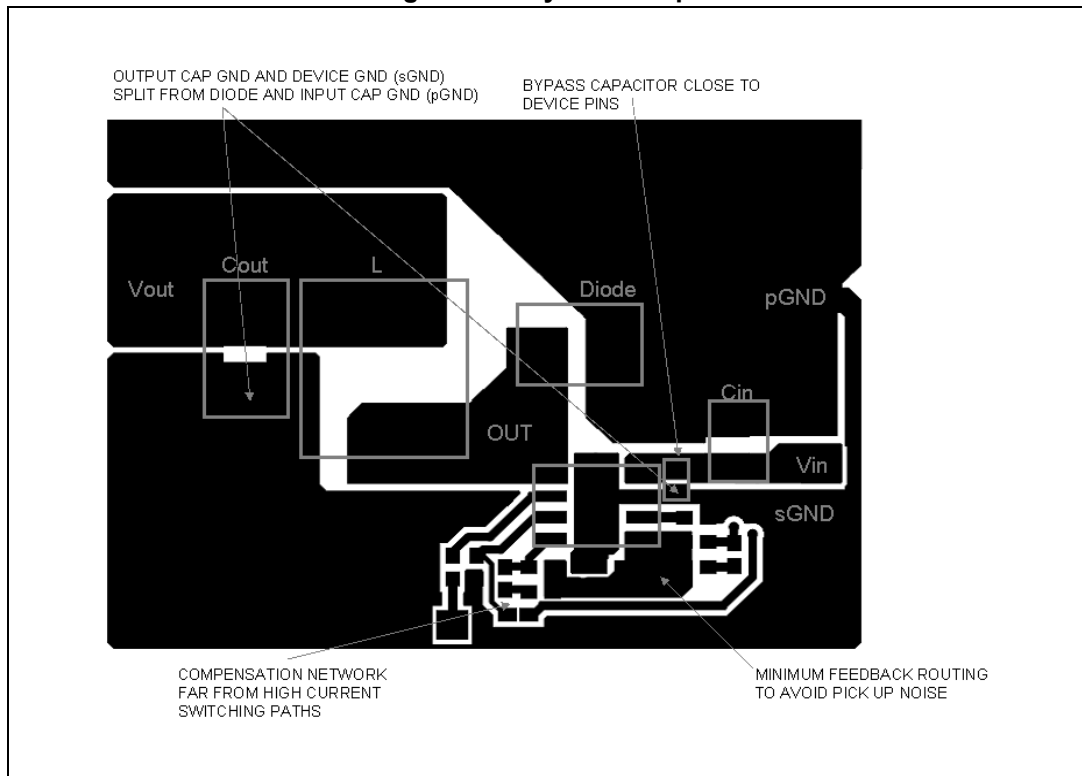 OUTPUT CAP GND AND DEVICE GND (sGND)
SPLIT FROM DIODE AND INPUT CAP GND (pGND)
BYPASS CAPACITOR CLOSE TO
DEVICE PINS
Cout
L
Vout
Diode
pGND
Cin
OUT
Vin
sGND
COMPENSATION NETWORK
FAR FROM HIGH CURRENT
SWITCHING PATHS
MINIMUM FEEDBACK ROUTING
TO AVOID PICK UP NOISE